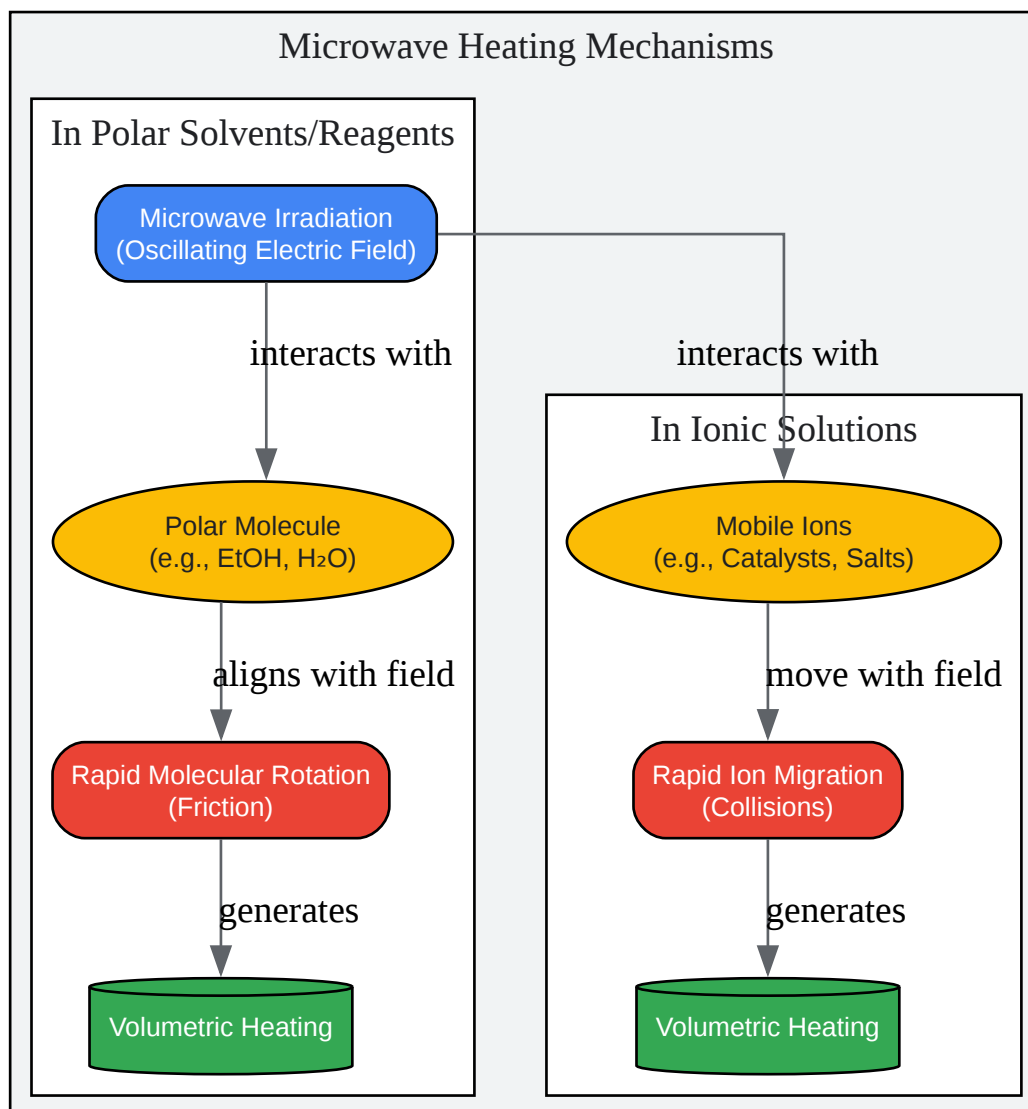 Microwave Heating Mechanisms
In Polar Solvents/Reagents
Microwave Irradiation
(Oscillating Electric Field)
interacts with
Polar Molecule
(e.g., EtOH, H₂O)
aligns with field
Rapid Molecular Rotation
(Friction)
generates
Volumetric Heating
interacts with
In Ionic Solutions
Mobile Ions
(e.g., Catalysts, Salts)
move with field
Rapid Ion Migration
(Collisions)
generates
Volumetric Heating